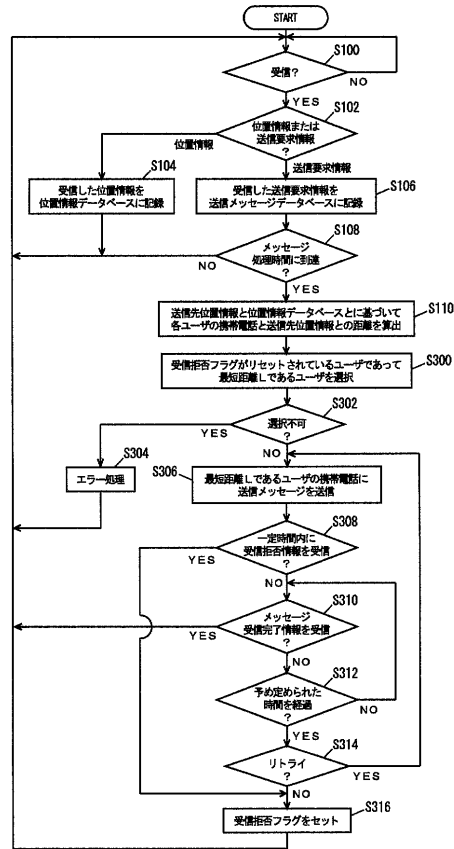 START
S100
受信?
NO
YES
S102
位置情報または
送信要求情報
?
位置情報
送信要求情報
S104
受信した位置情報を
位置情報データベースに記録
S106
受信した送信要求情報を
送信メッセージデータベースに記録
S108
メッセージ
処理時間に到達
?
NO
YES
S110
送信先位置情報と位置情報データベースとに基づいて
各ユーザの携帯電話と送信先位置情報との距離を算出
S300
受信拒否フラグがリセットされているユーザであって
最短距離Lであるユーザを選択
S302
選択不可
?
YES
NO
S304
エラー処理
S306
最短距離Lであるユーザの携帯電話に
送信メッセージを送信
S308
一定時間内に
受信拒否情報を受信
?
YES
NO
S310
メッセージ
受信完了情報を受信
?
YES
NO
S312
予め定められた
時間を経過
?
NO
YES
S314
リトライ
?
YES
NO
S316
受信拒否フラグをセット